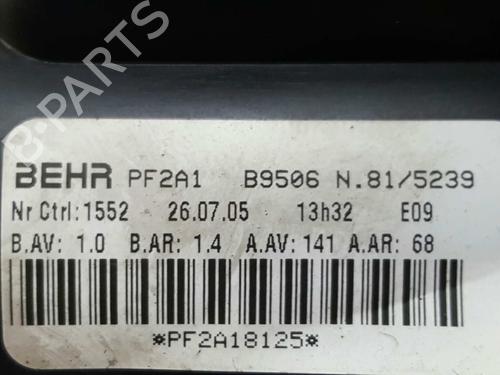 B-PARTS
BEHR PF2A1 B9506 N.81/5239
Nr Ctrl:1552 26.07.05 13h32 E09
B.AV: 1.0 B.AR: 1.4 A.AV: 141 A.AR: 68
*PF2A18125*